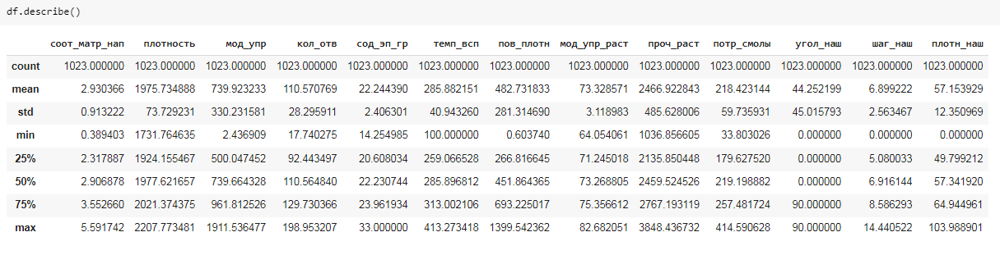 df.describe()
соот_матр_нап плотность мод_упр кол_отв сод_эп_гр темп_всп пов_плотн мод_упр_раст проч_раст потр_смолы угол_наш шаг_наш плотн_наш
count 1023.000000 1023.000000 1023.000000 1023.000000 1023.000000 1023.000000 1023.000000 1023.000000 1023.000000 1023.000000 1023.000000 1023.000000 1023.000000
mean 2.930366 1975.734888 739.923233 110.570769 22.244390 285.882151 482.731833 73.328571 2466.922843 218.423144 44.252199 6.899222 57.153929
std 0.913222 73.729231 330.231581 28.295911 2.406301 40.943260 281.314690 3.118983 485.628006 59.735931 45.015793 2.563467 12.350969
min 0.389403 1731.764635 2.436909 17.740275 14.254985 100.000000 0.603740 64.054061 1036.856605 33.803026 0.000000 0.000000 0.000000
25% 2.317887 1924.155467 500.047452 92.443497 20.608034 259.066528 266.816645 71.245018 2135.850448 179.627520 0.000000 5.080033 49.799212
50% 2.906878 1977.621657 739.664328 110.564840 22.230744 285.896812 451.864365 73.268805 2459.524526 219.198882 0.000000 6.916144 57.341920
75% 3.552660 2021.374375 961.812526 129.730366 23.961934 313.002106 693.225017 75.356612 2767.193119 257.481724 90.000000 8.586293 64.944961
max 5.591742 2207.773481 1911.536477 198.953207 33.000000 413.273418 1399.542362 82.682051 3848.436732 414.590628 90.000000 14.440522 103.988901